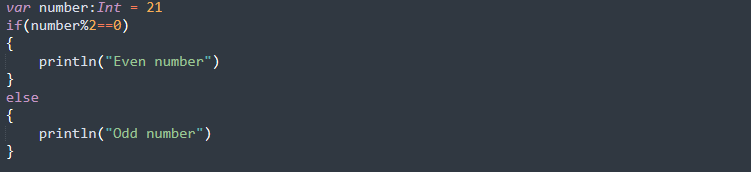 var number:Int = 21
if(number%2==0)
{
    println("Even number")
}
else
{
    println("Odd number")
}